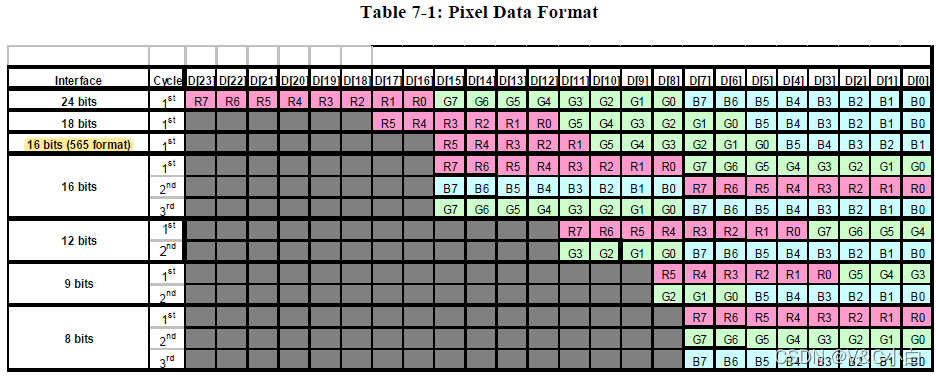 Table 7-1: Pixel Data Format
Interface Cycle D[23] D[22] D[21] D[20] D[19] D[18] D[17] D[16] D[15] D[14] D[13] D[12] D[11] D[10] D[9] D[8] D[7] D[6] D[5] D[4] D[3] D[2] D[1] D[0]
24 bits 1st R7 R6 R5 R4 R3 R2 R1 R0 G7 G6 G5 G4 G3 G2 G1 G0 B7 B6 B5 B4 B3 B2 B1 B0
18 bits 1st R5 R4 R3 R2 R1 R0 G5 G4 G3 G2 G1 G0 B5 B4 B3 B2 B1 B0
16 bits (565 format) 1st R5 R4 R3 R2 R1 G5 G4 G3 G2 G1 G0 B5 B4 B3 B2 B1
16 bits 1st R7 R6 R5 R4 R3 R2 R1 R0 G7 G6 G5 G4 G3 G2 G1 G0
2nd B7 B6 B5 B4 B3 B2 B1 B0 R7 R6 R5 R4 R3 R2 R1 R0
3rd G7 G6 G5 G4 G3 G2 G1 G0 B7 B6 B5 B4 B3 B2 B1 B0
12 bits 1st R7 R6 R5 R4 R3 R2 R1 R0 G7 G6 G5 G4
2nd G3 G2 G1 G0 B7 B6 B5 B4 B3 B2 B1 B0
9 bits 1st R5 R4 R3 R2 R1 R0 G5 G4 G3
2nd G2 G1 G0 B5 B4 B3 B2 B1 B0
8 bits 1st R7 R6 R5 R4 R3 R2 R1 R0
2nd G7 G6 G5 G4 G3 G2 G1 G0
3rd B7 B6 B5 B4 B3 B2 B1 B0
CSDN